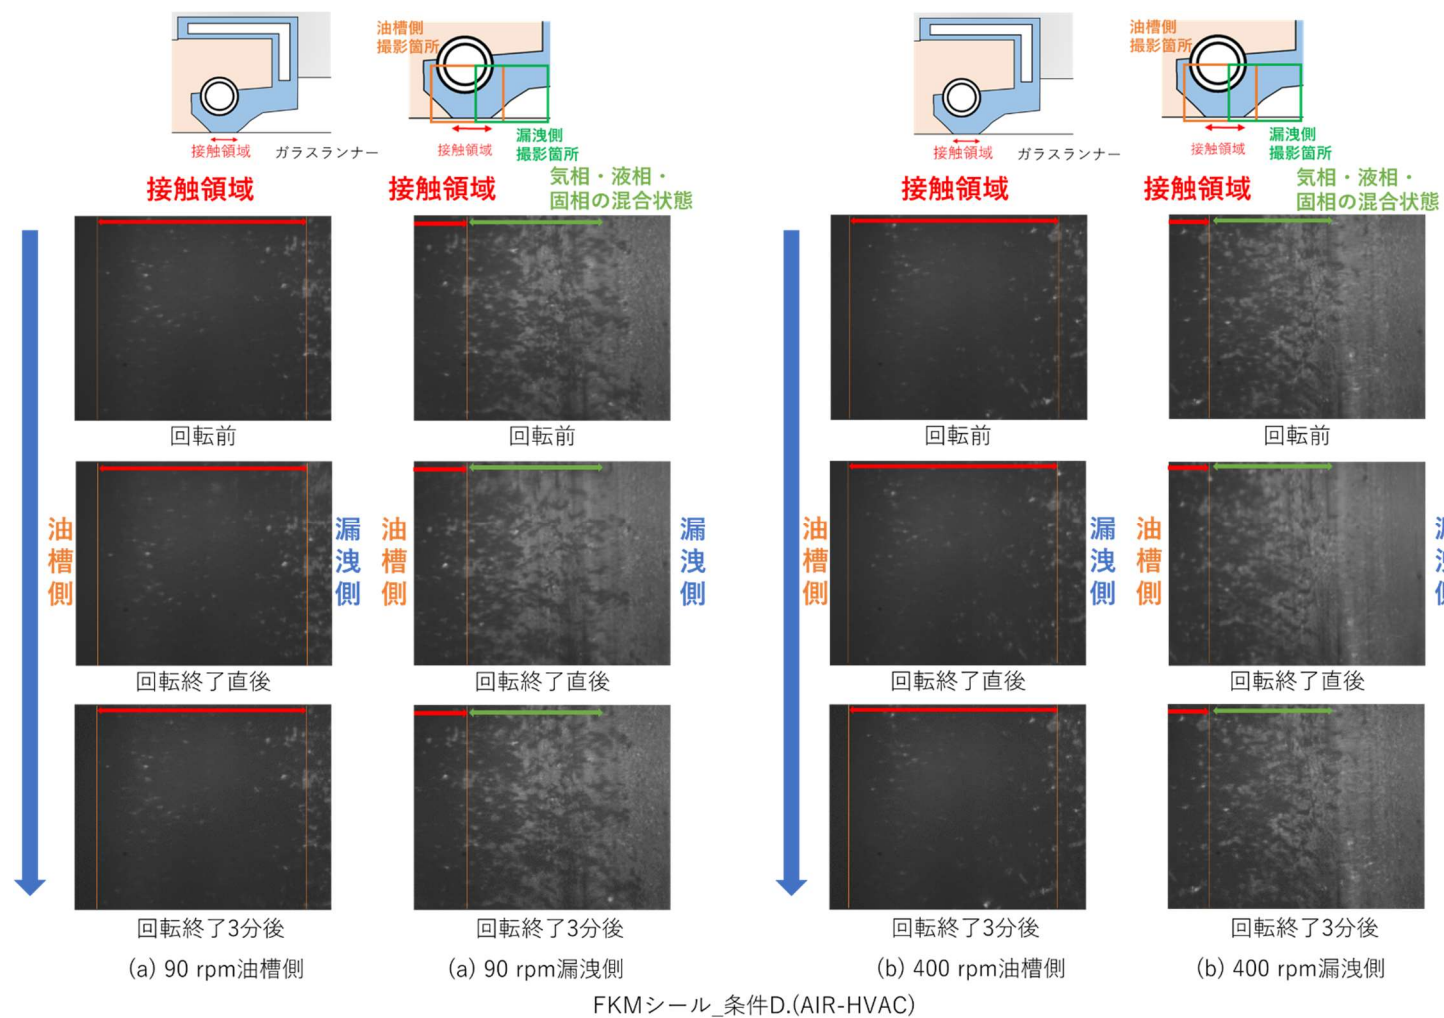 油槽側
撮影箇所
接触領域
ガラスランナー
接触領域
漏洩側
撮影箇所
油槽側
撮影箇所
接触領域
ガラスランナー
接触領域
漏洩側
撮影箇所
接触領域
接触領域
気相・液相・
固相の混合状態
接触領域
接触領域
気相・液相・
固相の混合状態
回転前
回転前
回転前
回転前
油槽側
漏洩側
油槽側
漏洩側
油槽側
漏洩側
油槽側
漏洩側
回転終了直後
回転終了直後
回転終了直後
回転終了直後
回転終了3分後
回転終了3分後
回転終了3分後
回転終了3分後
(a) 90 rpm油槽側
(a) 90 rpm漏洩側
(b) 400 rpm油槽側
(b) 400 rpm漏洩側
FKMシール_条件D.(AIR-HVAC)